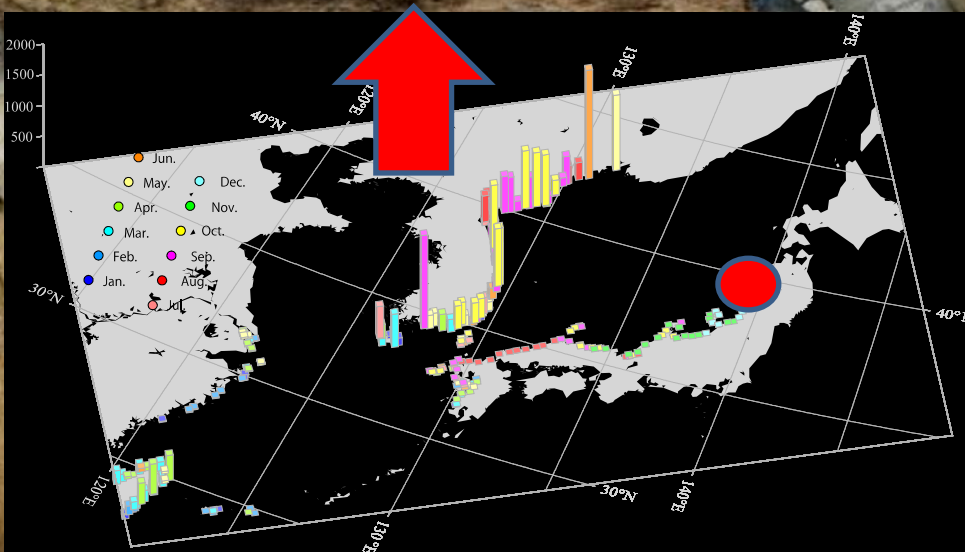 2000
1500
1000
500
120°E
130°E
140°E
40°N
Jun.
May.
Dec.
Apr.
Nov.
Mar.
Oct.
Feb.
Sep.
Jan.
Aug.
Jul.
30°N
40°N
120°E
130°E
30°N
140°E